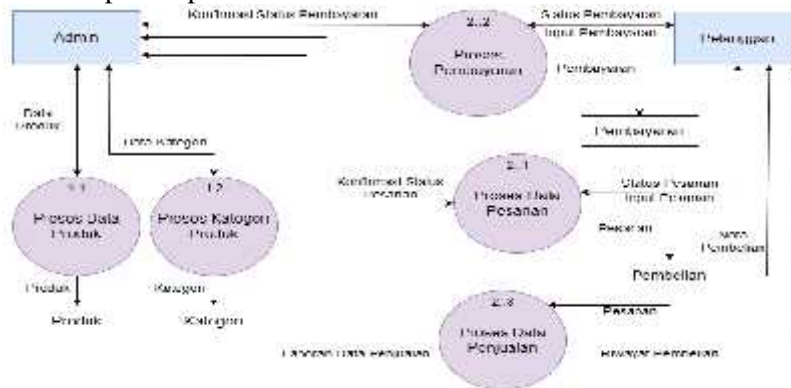 Konfirmasi Status Pembayaran
2..2
Status Pembayaran
Input Pembayaran
Admin
Proses
Pembayaran
Pelanggan
Pembayaran
Data
Produk
Data Kategori
Pembayaran
1.1
1.2
2..1
Konfirmasi Status
Pesanan
Proses Data
Pesanan
Status Pesanan
Input Pesanan
Proses Data
Produk
Proses Kategori
Produk
Pesanan
Nota
Pembelian
Produk
Kategori
Pembelian
Produk
Kategori
2..3
Pesanan
Proses Data
Penjualan
Laporan Data Penjualan
Riwayat Pembelian